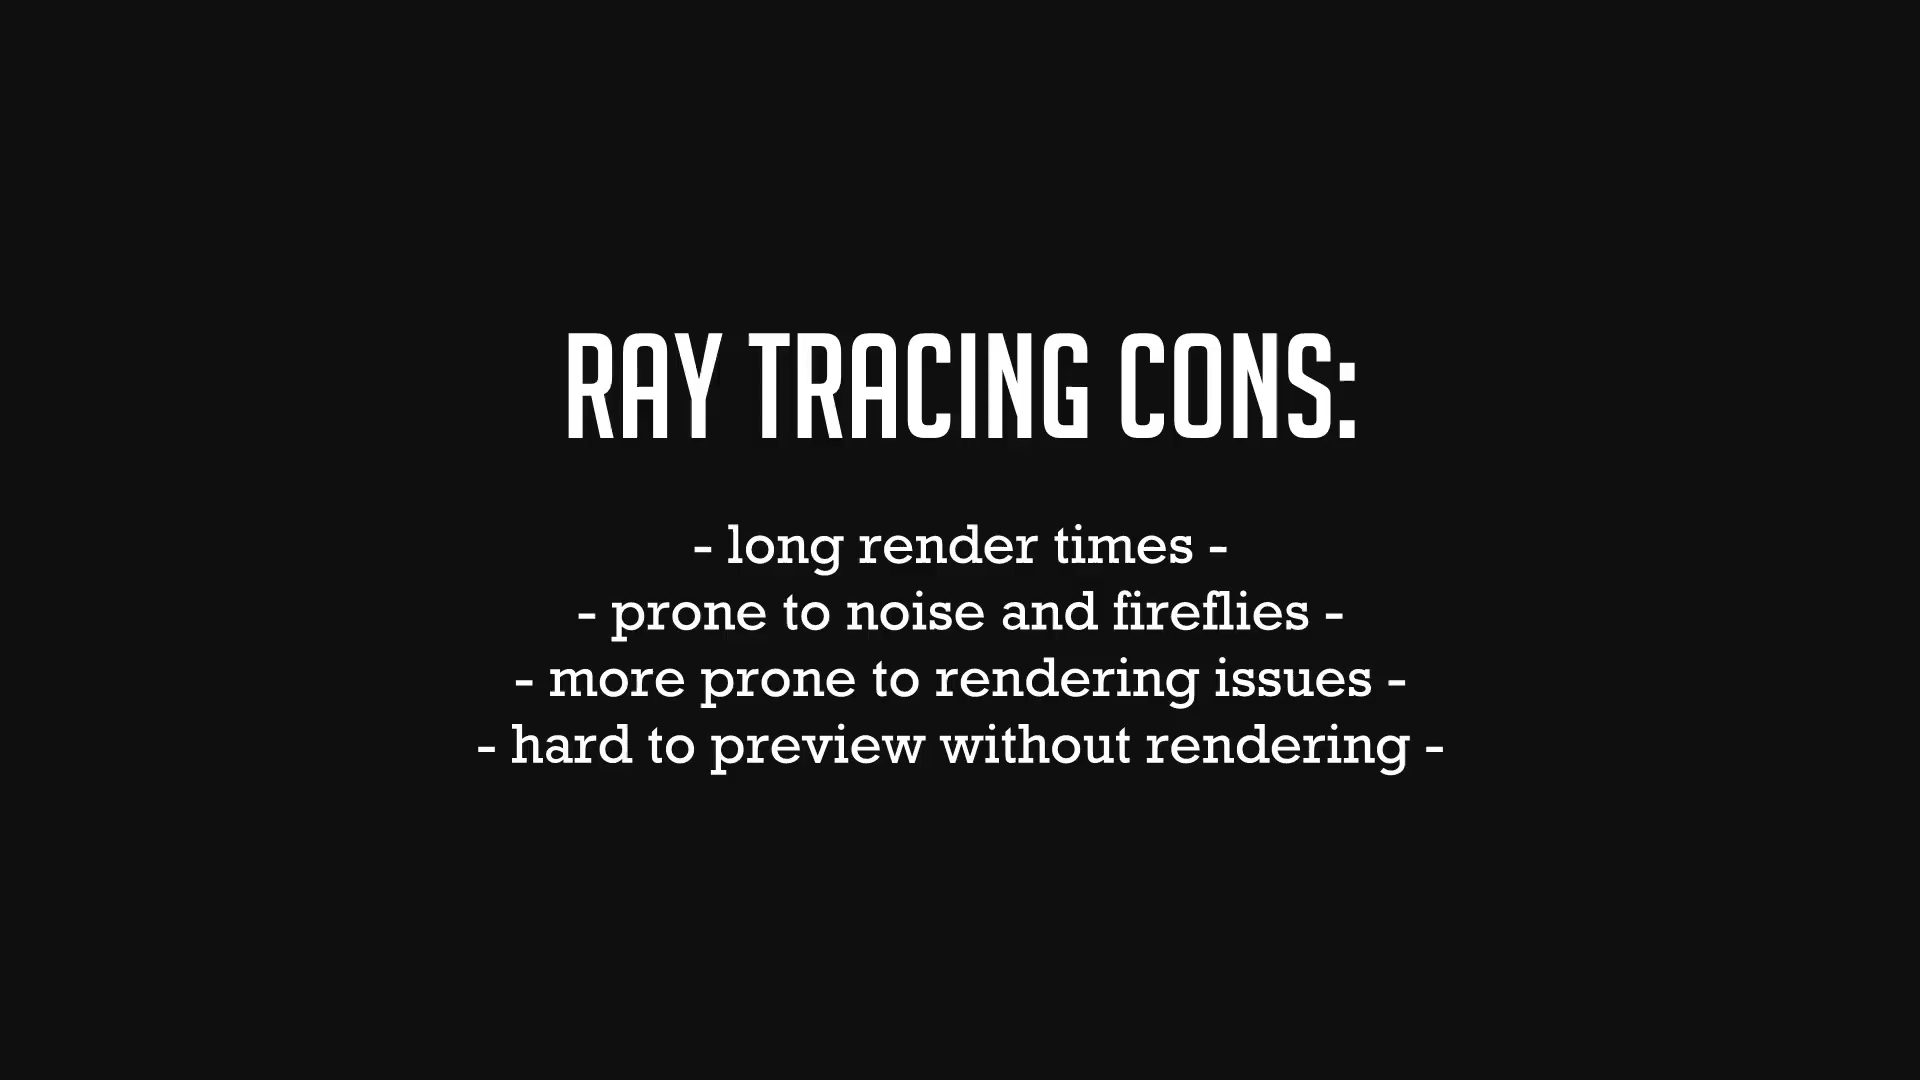 RAY TRACING CONS:
- long render times -
- prone to noise and fireflies -
- more prone to rendering issues -
- hard to preview without rendering -